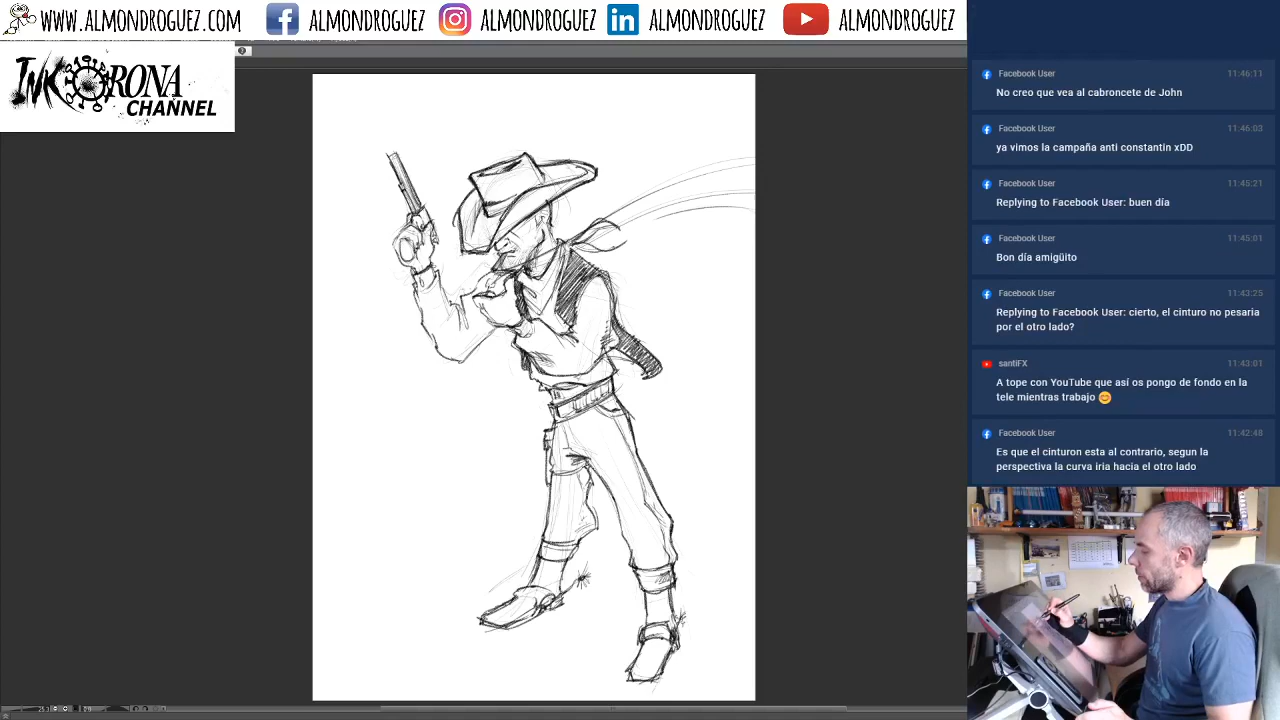 WWW.ALMONDROGUEZ.COM
ALMONDROGUEZ
ALMONDROGUEZ
ALMONDROGUEZ
ALMONDROGUEZ
INKORONA
CHANNEL
Facebook User 11:46:11
No creo que vea al cabroncete de John
Facebook User 11:46:03
ya vimos la campaña anti constantin xDD
Facebook User 11:45:21
Replying to Facebook User: buen día
Facebook User 11:45:01
Bon día amigüito
Facebook User 11:43:25
Replying to Facebook User: cierto, el cinturo no pesaria
por el otro lado?
santiFX 11:43:01
A tope con YouTube que así os pongo de fondo en la
tele mientras trabajo
Facebook User 11:42:48
Es que el cinturon esta al contrario, segun la
perspectiva la curva iria hacia el otro lado